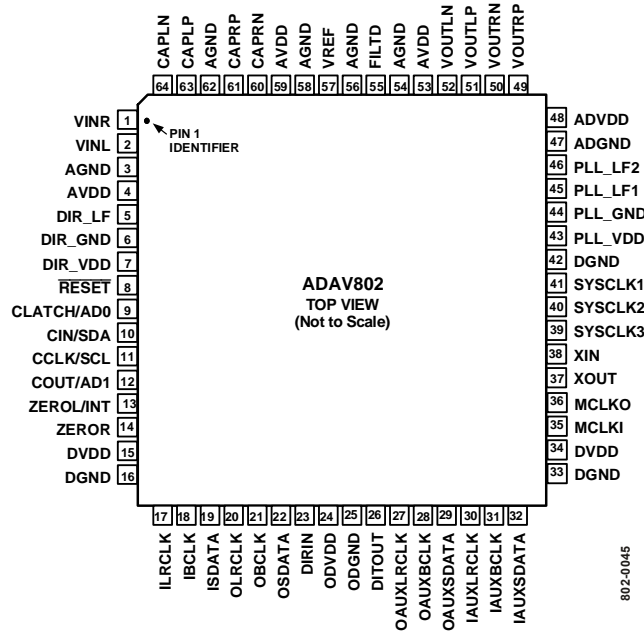 CAPLN
CAPLP
AGND
CAPRP
CAPRN
AVDD
AGND
VREF
AGND
FILTD
AGND
AVDD
VOUTLN
VOUTLP
VOUTRN
VOUTRP
64 63 62 61 60 59 58 57 56 55 54 53 52 51 50 49
VINR 1
VINL 2
AGND 3
AVDD 4
DIR_LF 5
DIR_GND 6
DIR_VDD 7
RESET 8
CLATCH/AD0 9
CIN/SDA 10
CCLK/SCL 11
COUT/AD1 12
ZEROL/INT 13
ZEROR 14
DVDD 15
DGND 16
PIN 1
IDENTIFIER
ADAV802
TOP VIEW
(Not to Scale)
48 ADVDD
47 ADGND
46 PLL_LF2
45 PLL_LF1
44 PLL_GND
43 PLL_VDD
42 DGND
41 SYSCLK1
40 SYSCLK2
39 SYSCLK3
38 XIN
37 XOUT
36 MCLKO
35 MCLKI
34 DVDD
33 DGND
17 18 19 20 21 22 23 24 25 26 27 28 29 30 31 32
ILRCLK
IBCLK
ISDATA
OLRCLK
OBCLK
OSDATA
DIRIN
ODVDD
ODGND
DITOUT
OAUXLRCLK
OAUXBCLK
OAUXSDATA
IAUXLRCLK
IAUXBCLK
IAUXSDATA
802-0045